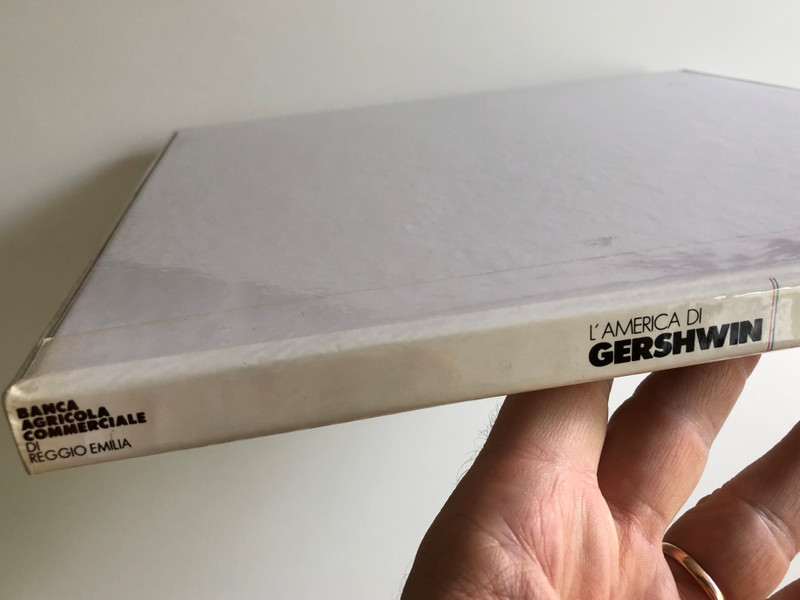 BANCA
AGRICOLA
COMMERCIALE
DI
REGGIO EMILIA
L'AMERICA DI
GERSHWIN